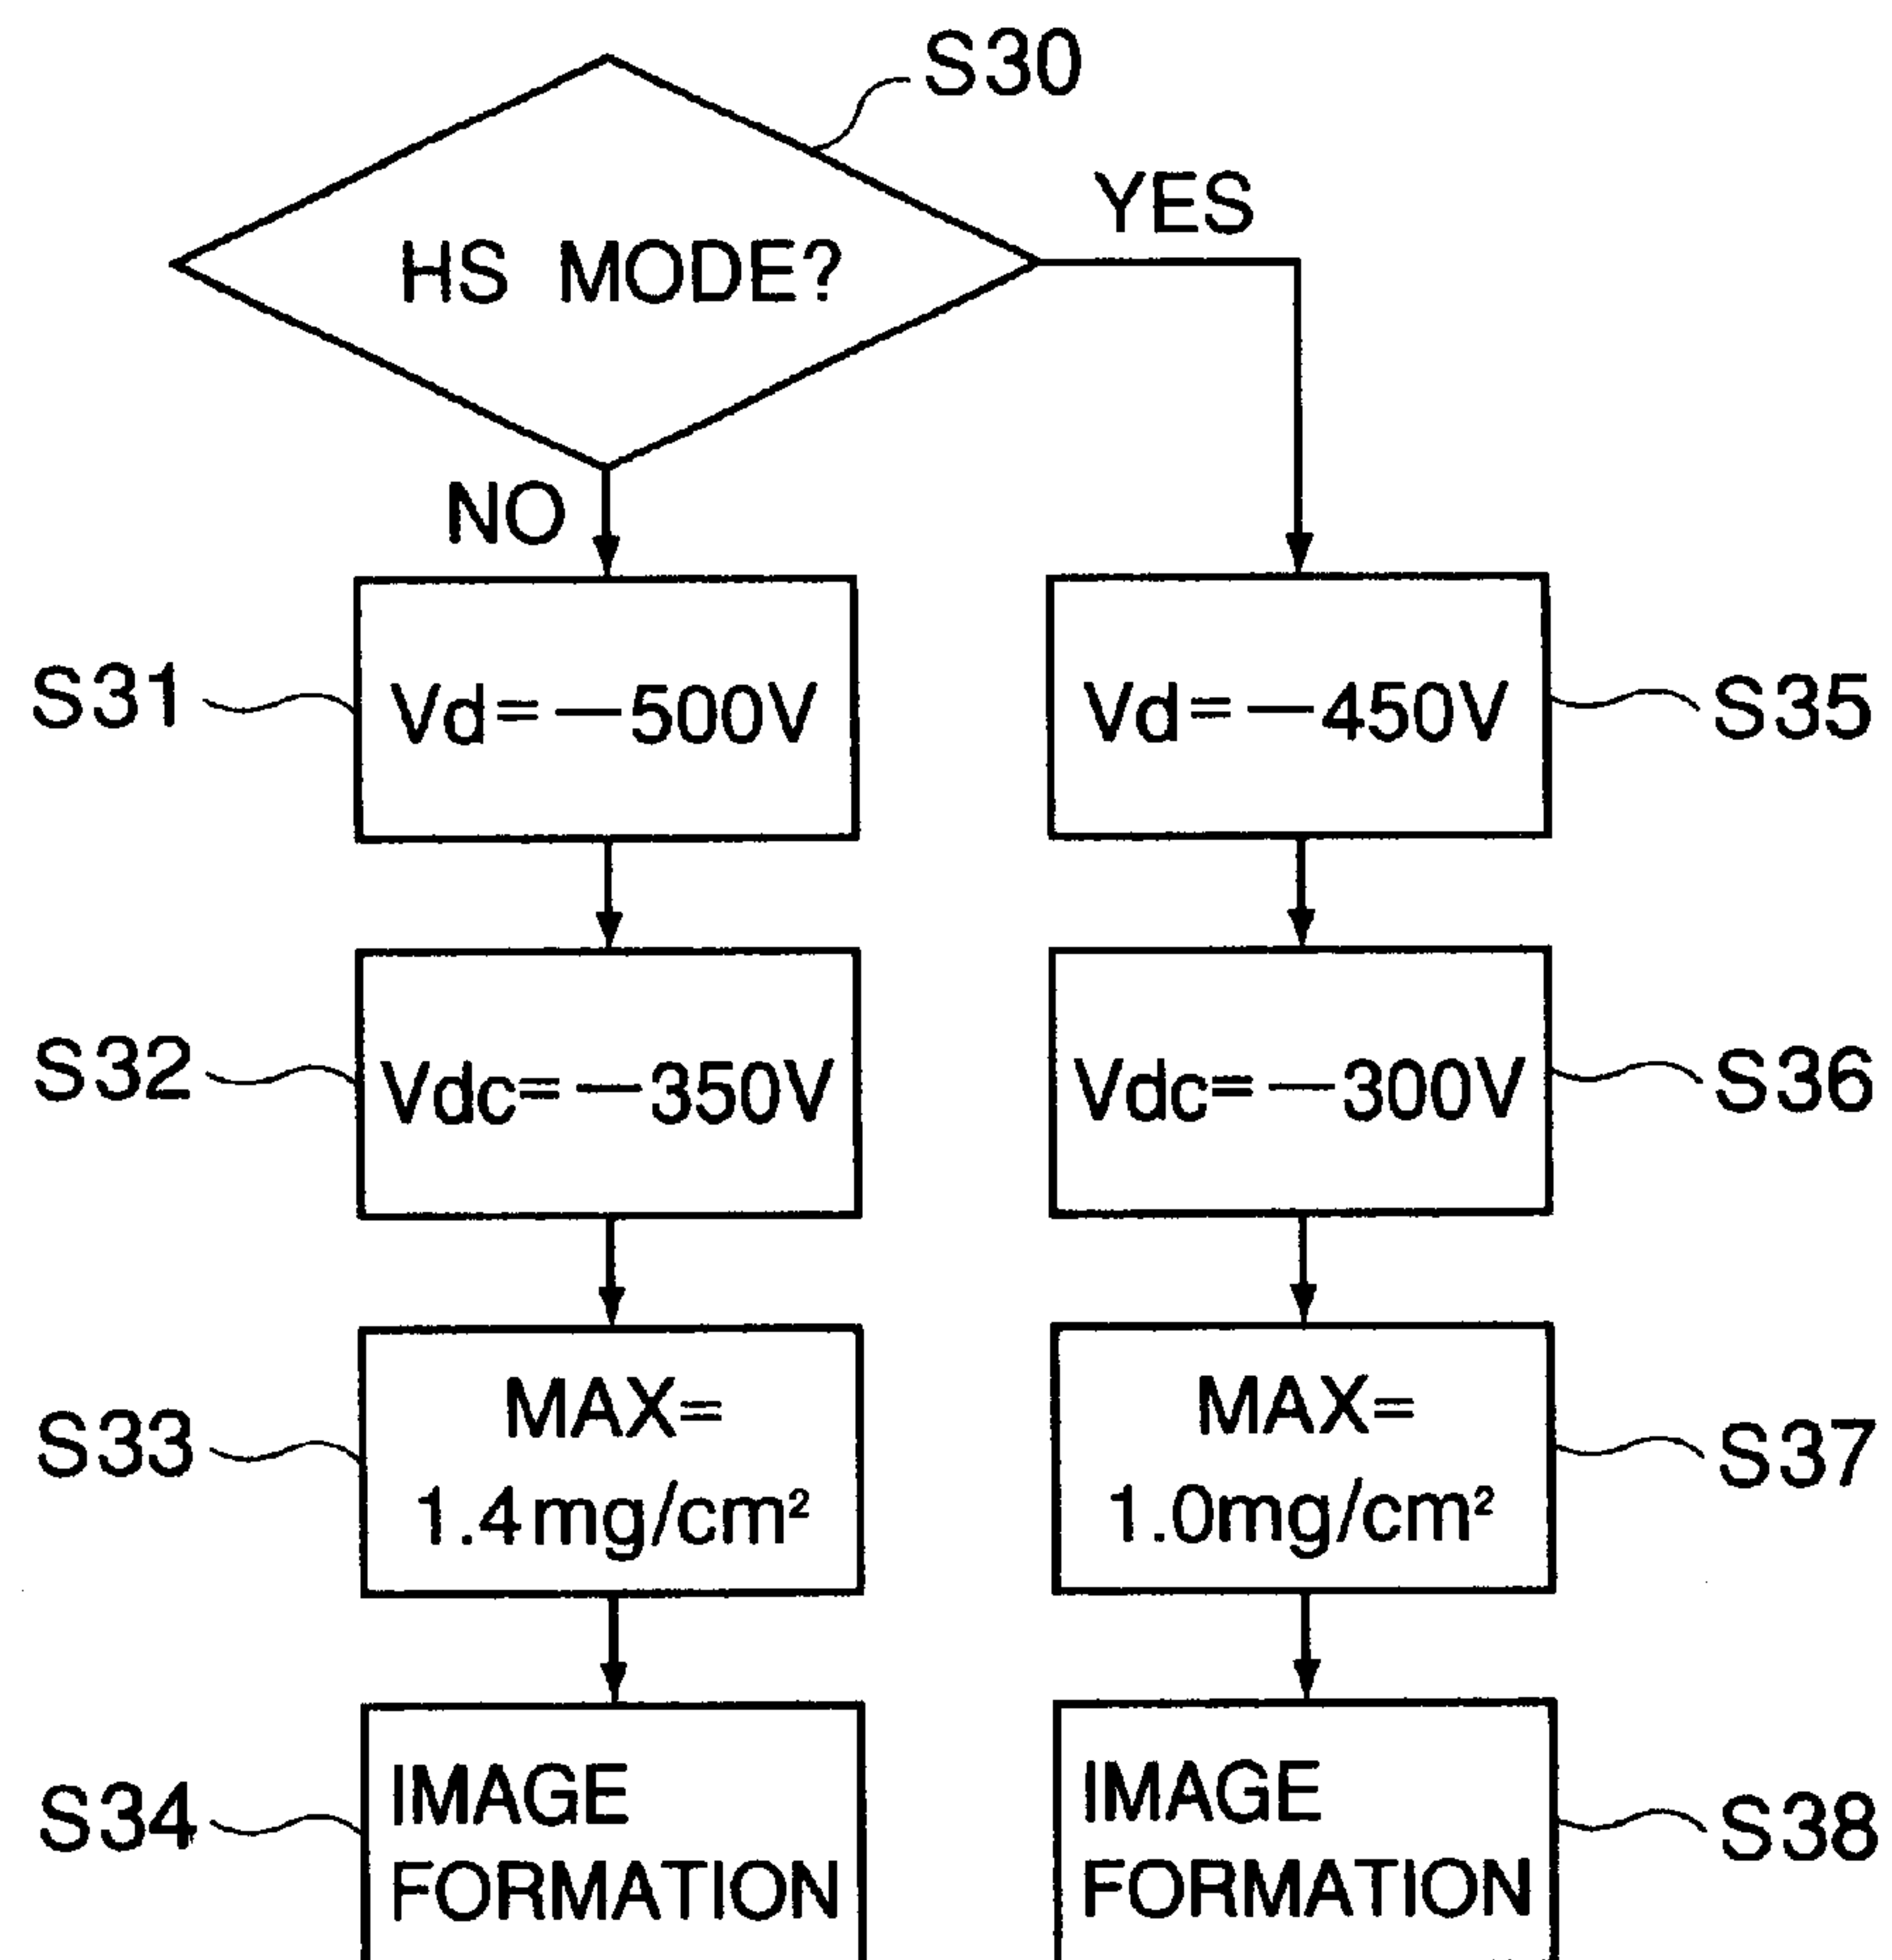 S30
HS MODE?
YES
NO
S31
Vd=—500V
Vd=—450V
S35
S32
Vdc=—350V
Vdc=—300V
S36
S33
MAX=
1.4mg/cm²
MAX=
1.0mg/cm²
S37
S34
IMAGE
FORMATION
IMAGE
FORMATION
S38